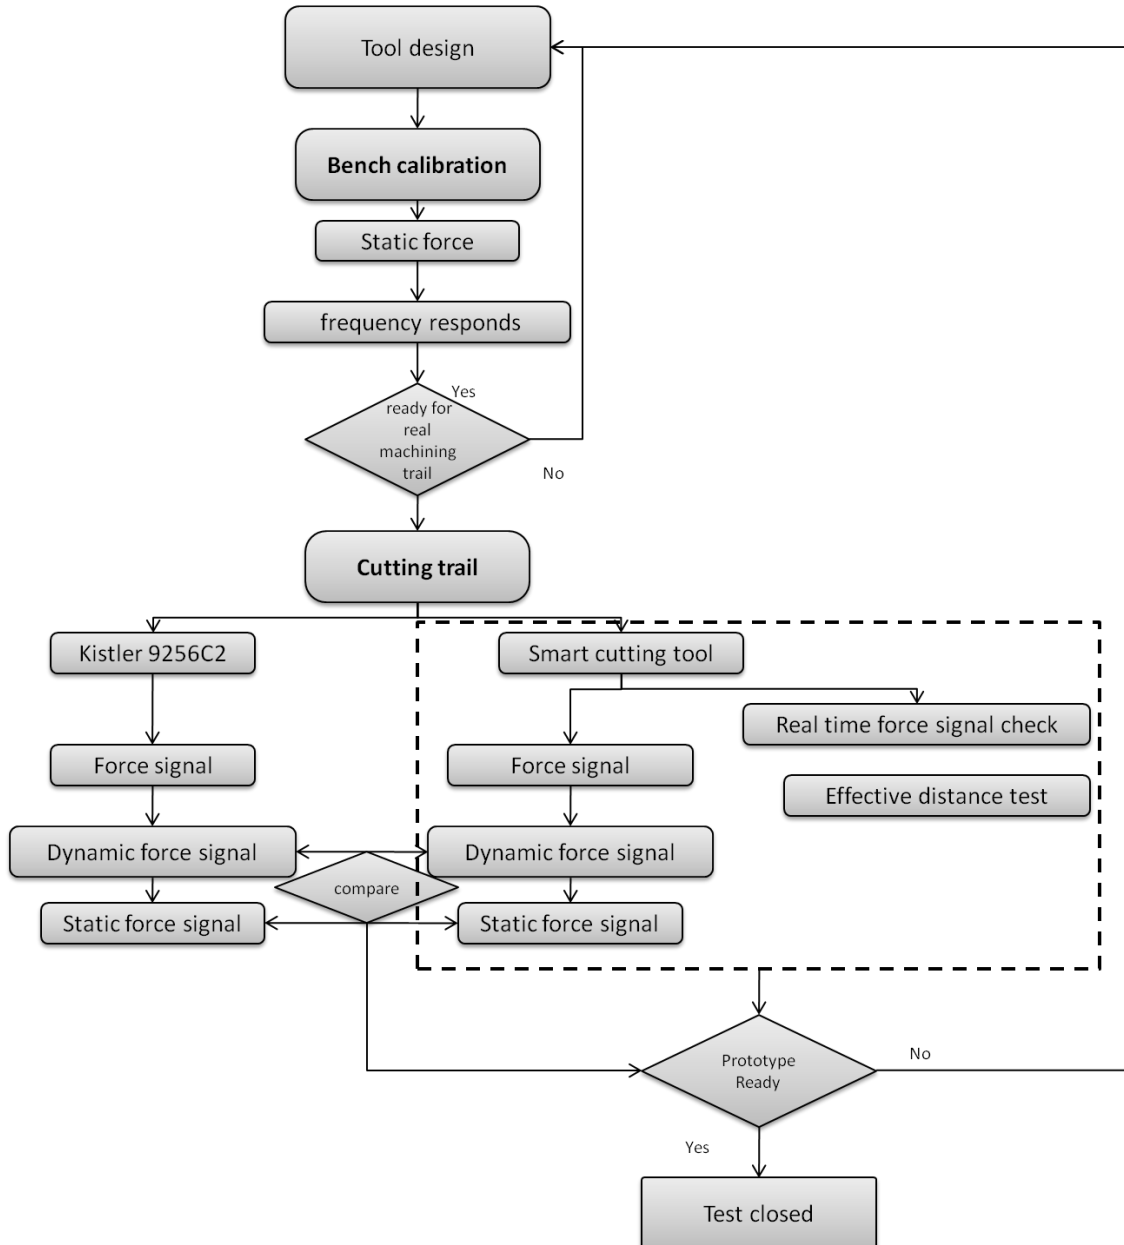 Tool design
Bench calibration
Static force
frequency responds
Yes
ready for
real
machining
trail
No
Cutting trail
Kistler 9256C2
Smart cutting tool
Real time force signal check
Force signal
Force signal
Effective distance test
Dynamic force signal
Dynamic force signal
compare
Static force signal
Static force signal
Prototype
Ready
No
Yes
Test closed